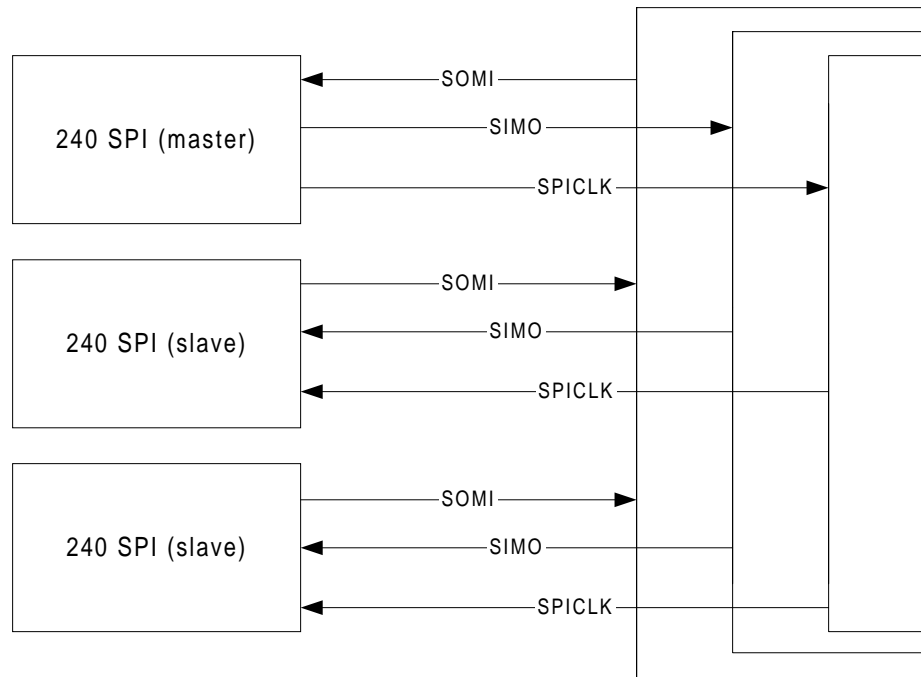 SOMI
240 SPI (master)
SIMO
SPICLK
SOMI
240 SPI (slave)
SIMO
SPICLK
SOMI
240 SPI (slave)
SIMO
SPICLK